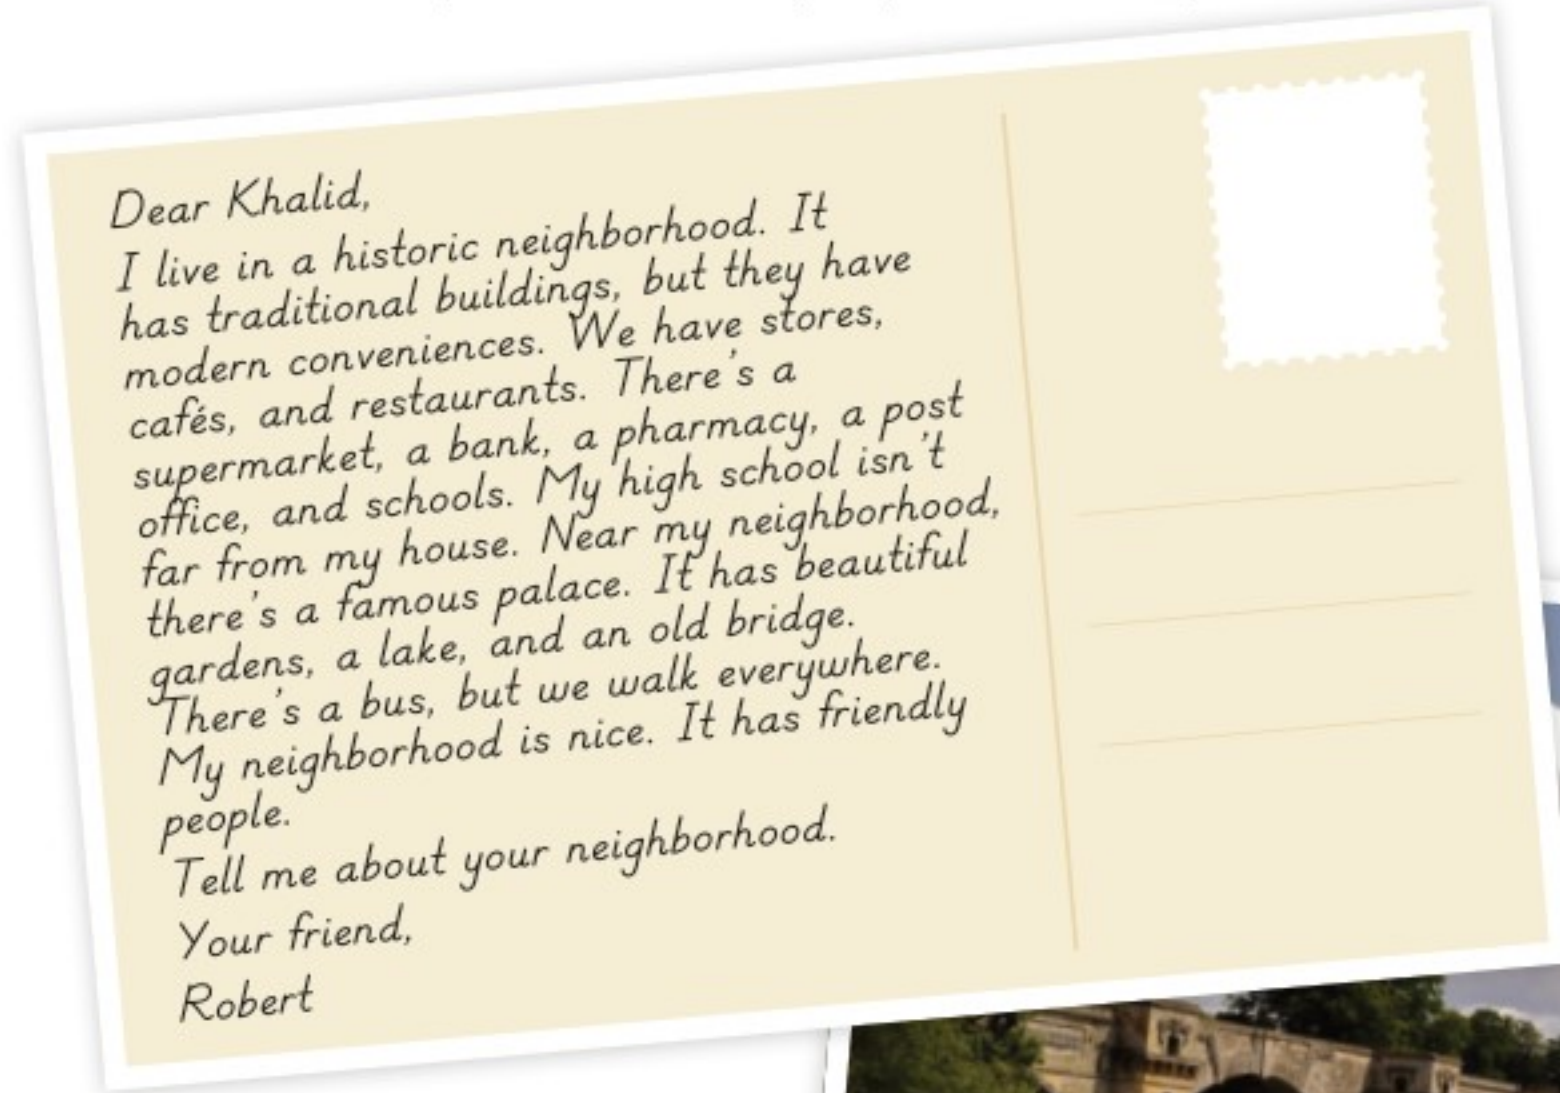 Dear Khalid,
I live in a historic neighborhood. It
has traditional buildings, but they have
modern conveniences. We have stores,
cafés, and restaurants. There's a
supermarket, a bank, a pharmacy, a post
office, and schools. My high school isn't
far from my house. Near my neighborhood,
there's a famous palace. It has beautiful
gardens, a lake, and an old bridge.
There's a bus, but we walk everywhere.
My neighborhood is nice. It has friendly
people.
Tell me about your neighborhood.
Your friend,
Robert